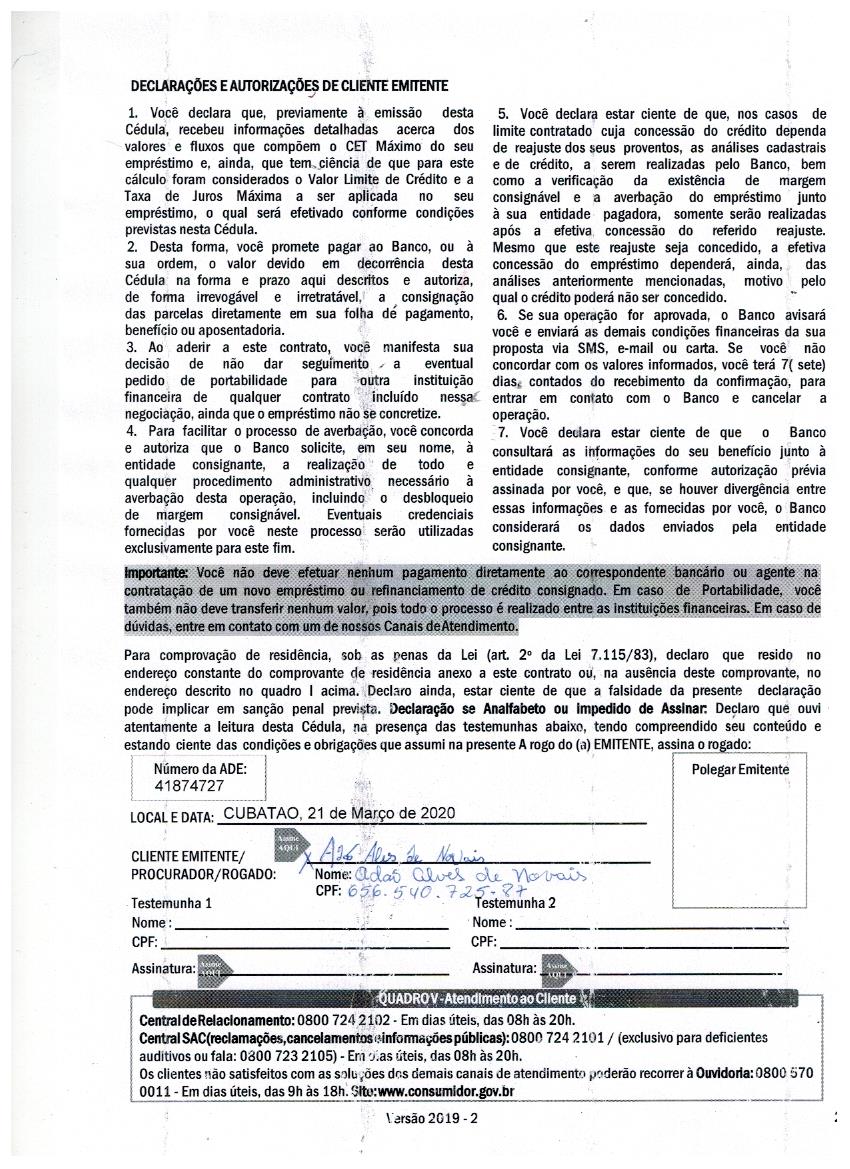 DECLARAÇÕES E AUTORIZAÇÕES DE CLIENTE EMITENTE
1. Você declara que, previamente à emissão desta
Cédula, recebeu informações detalhadas acerca dos
valores e fluxos que compõem o CET Máximo do seu
empréstimo e, ainda, que tem ciência de que para este
cálculo foram considerados o Valor Limite de Crédito e a
Taxa de Juros Máxima a ser aplicada no seu
empréstimo, o qual será efetivado conforme condições
previstas nesta Cédula.
2. Desta forma, você promete pagar ao Banco, ou à
sua ordem, o valor devido em decorrência desta
Cédula na forma e prazo aqui descritos e autoriza,
de forma irrevogável e irretratável, a consignação
das parcelas diretamente em sua folha de pagamento,
benefício ou aposentadoria.
3. Ao aderir a este contrato, você manifesta sua
decisão de não dar seguimento a eventual
pedido de portabilidade para outra instituição
financeira de qualquer contrato incluído nessa
negociação, ainda que o empréstimo não se concretize.
4. Para facilitar o processo de averbação, você concorda
e autoriza que o Banco solicite, em seu nome, à
entidade consignante, a realização de todo e
qualquer procedimento administrativo necessário à
averbação desta operação, incluindo o desbloqueio
de margem consignável. Eventuais credenciais
fornecidas por você neste processo serão utilizadas
exclusivamente para este fim.
5. Você declara estar ciente de que, nos casos de
limite contratado cuja concessão do crédito dependa
de reajuste dos seus proventos, as análises cadastrais
e de crédito, a serem realizadas pelo Banco, bem
como a verificação da existência de margem
consignável e a averbação do empréstimo junto
à sua entidade pagadora, somente serão realizadas
após a efetiva concessão do referido reajuste.
Mesmo que este reajuste seja concedido, a efetiva
concessão do empréstimo dependerá, ainda, das
análises anteriormente mencionadas, motivo pelo
qual o crédito poderá não ser concedido.
6. Se sua operação for aprovada, o Banco avisará
você e enviará as demais condições financeiras da sua
proposta via SMS, e-mail ou carta. Se você não
concordar com os valores informados, você terá 7( sete)
dias, contados do recebimento da confirmação, para
entrar em contato com o Banco e cancelar a
operação.
7. Você declara estar ciente de que o Banco
consultará as informações do seu benefício junto à
entidade consignante, conforme autorização prévia
assinada por você, e que, se houver divergência entre
essas informações e as fornecidas por você, o Banco
considerará os dados enviados pela entidade
consignante.
Importante: Você não deve efetuar nenhum pagamento diretamente ao correspondente bancário ou agente na
contratação de um novo empréstimo ou refinanciamento de crédito consignado. Em caso de Portabilidade, você
também não deve transferir nenhum valor, pois todo o processo é realizado entre as instituições financeiras. Em caso de
dúvidas, entre em contato com um de nossos Canais de Atendimento.
Para comprovação de residência, sob as penas da Lei (art. 2º da Lei 7.115/83), declaro que resido no
endereço constante do comprovante de residência anexo a este contrato ou, na ausência deste comprovante, no
endereço descrito no quadro I acima. Declaro ainda, estar ciente de que a falsidade da presente declaração
pode implicar em sanção penal prevista. Declaração se Analfabeto ou Impedido de Assinar: Declaro que ouvi
atentamente a leitura desta Cédula, na presença das testemunhas abaixo, tendo compreendido seu conteúdo e
estando ciente das condições e obrigações que assumi na presente A rogo do (a) EMITENTE, assina o rogado:
Número da ADE:
41874727
Polegar Emitente
LOCAL E DATA: CUBATAO, 21 de Março de 2020
Assine AQUI
CLIENTE EMITENTE/ x Adão Alves de Novais
PROCURADOR/ROGADO: Nome: Adão Alves de Novais
CPF: 656.540.725-87
Testemunha 1 Testemunha 2
Nome : Nome :
CPF: CPF:
Assinatura: Assine AQUI Assinatura: Assine AQUI
QUADRO V - Atendimento ao Cliente
Central de Relacionamento: 0800 724 2102 - Em dias úteis, das 08h às 20h.
Central SAC (reclamações, cancelamentos e informações públicas): 0800 724 2101 / (exclusivo para deficientes
auditivos ou fala: 0800 723 2105) - Em dias úteis, das 08h às 20h.
Os clientes não satisfeitos com as soluções dos demais canais de atendimento poderão recorrer à Ouvidoria: 0800 570
0011 - Em dias úteis, das 9h às 18h. Site: www.consumidor.gov.br
Versão 2019 - 2